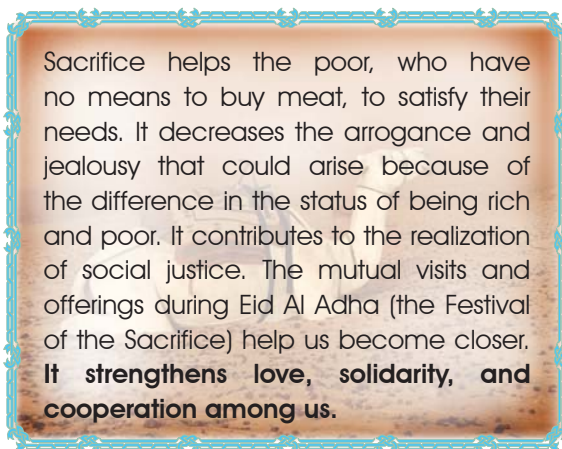 Sacrifice helps the poor, who have
no means to buy meat, to satisfy their
needs. It decreases the arrogance and
jealousy that could arise because of
the difference in the status of being rich
and poor. It contributes to the realization
of social justice. The mutual visits and
offerings during Eid Al Adha (the Festival
of the Sacrifice) help us become closer.
It strengthens love, solidarity, and
cooperation among us.